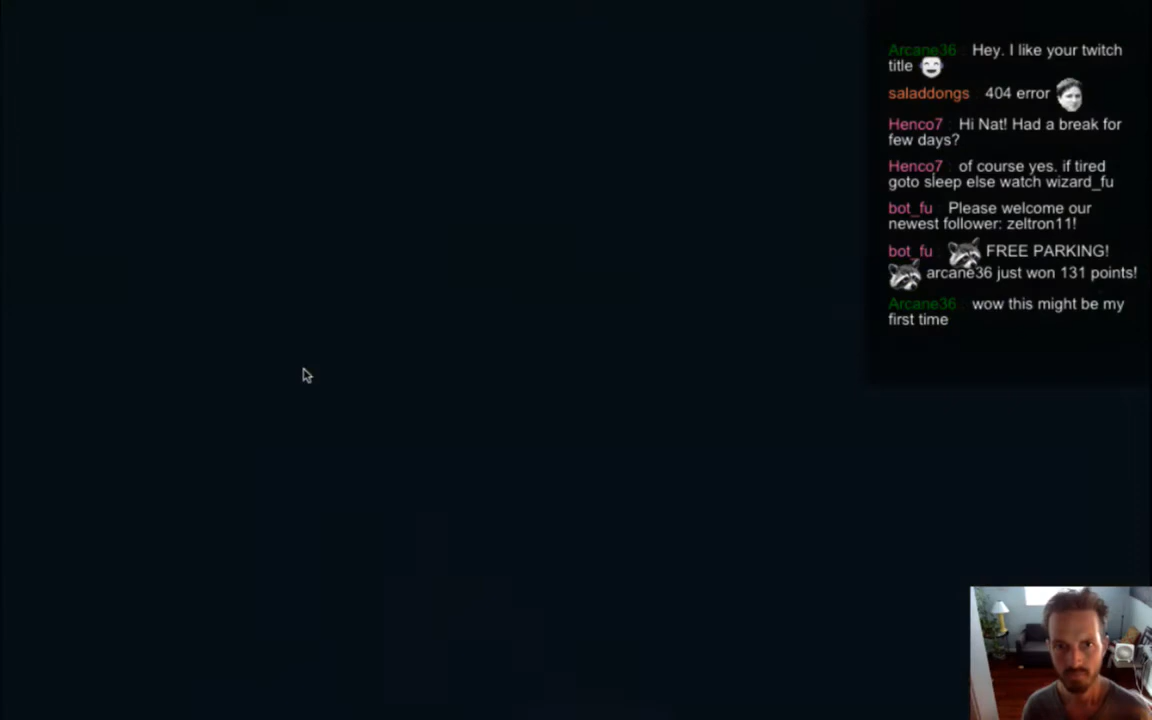 Arcane36 : Hey. I like your twitch
title
saladdongs : 404 error
Henco7 : Hi Nat! Had a break for
few days?
Henco7 : of course yes. if tired
goto sleep else watch wizard_fu
bot_fu : Please welcome our
newest follower: zeltron11!
bot_fu : FREE PARKING!
arcane36 just won 131 points!
Arcane36 : wow this might be my
first time